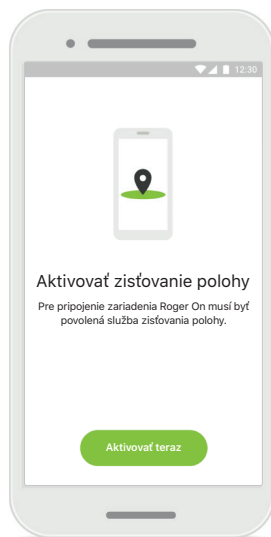 12:30
Aktivovať zisťovanie polohy
Pre pripojenie zariadenia Roger On musí byť
povolená služba zisťovania polohy.
Aktivovať teraz